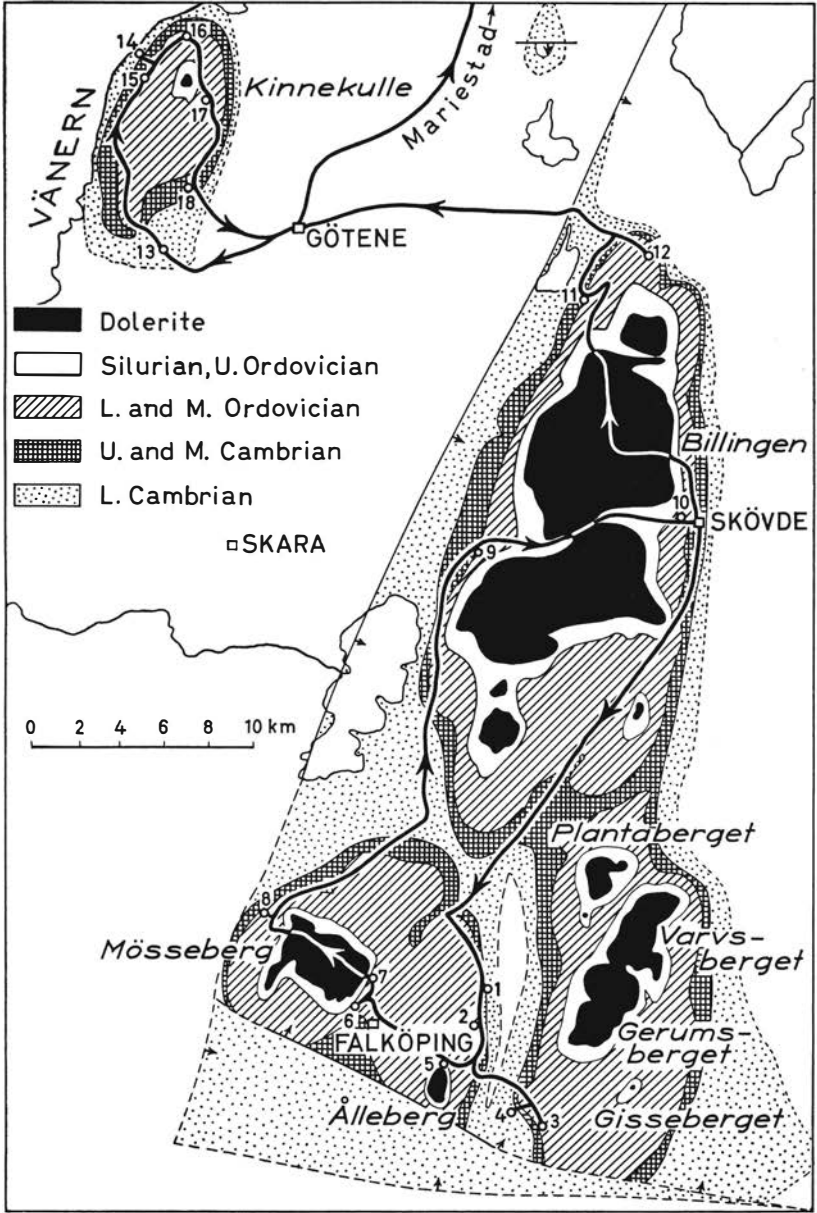 14
16
15
Kinnekulle
17
VÄNERN
Mariestad→
18
GÖTENE
13
12
11
Dolerite
Silurian, U. Ordovician
L. and M. Ordovician
U. and M. Cambrian
L. Cambrian
SKARA
Billingen
10
SKÖVDE
9
0 2 4 6 8 10 km
Plantaberget
8
Mösseberg
Varvs-
berget
7
1
6
2
FALKÖPING
Gerums-
berget
5
Ålleberg
4
3
Gisseberget